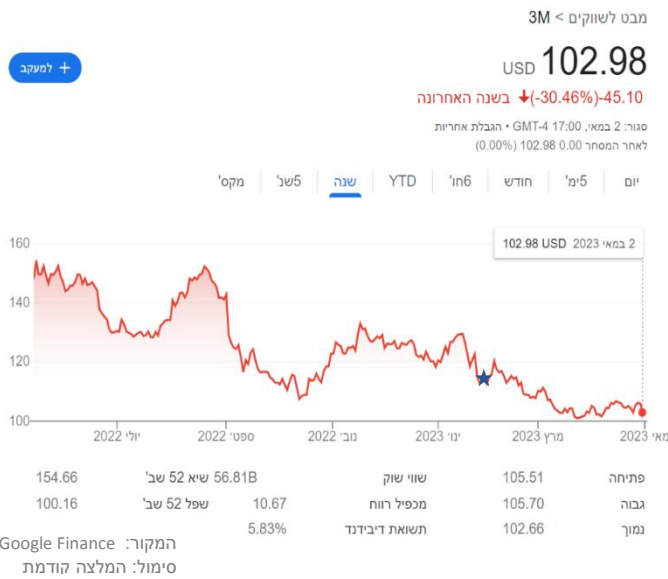 מבט לשווקים > 3M
102.98 USD
+ למעקב
-45.10 (-30.46%)↓ בשנה האחרונה
סגור: 2 במאי, 17:00 GMT-4 • הגבלת אחריות
לאחר המסחר 102.98 0.00 (0.00%)
יום | 5ימ' | חודש | 6חו' | YTD | שנה | 5שנ' | מקס'
102.98 USD 2 במאי 2023
160
140
120
100
יולי 2022 ספט׳ 2022 נוב׳ 2022 ינו׳ 2023 מרץ 2023 מאי 2023
פתיחה 105.51 שווי שוק 56.81B שיא 52 שב' 154.66
גבוה 105.70 מכפיל רווח 10.67 שפל 52 שב' 100.16
נמוך 102.66 תשואת דיבידנד 5.83%
המקור: Google Finance
סימול: המלצה קודמת